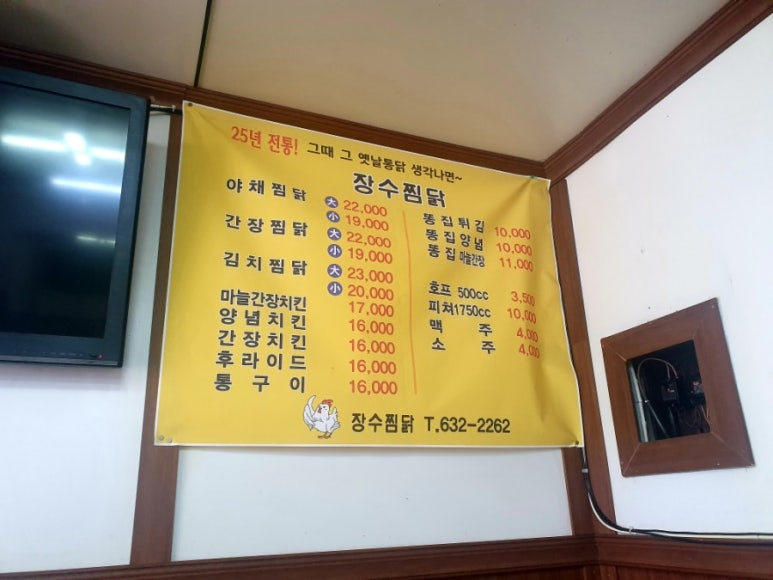 25년 전통! 그때 그 옛날통닭 생각나면~
장수찜닭
야채찜닭 大 22,000
小 19,000
간장찜닭 大 22,000
小 19,000
김치찜닭 大 23,000
小 20,000
마늘간장치킨 17,000
양념치킨 16,000
간장치킨 16,000
후라이드 16,000
통구이 16,000
똥집튀김 10,000
똥집양념 10,000
똥집마늘간장 11,000
호프 500cc 3,500
피쳐1750cc 10,000
맥주 4,000
소주 4,000
장수찜닭 T.632-2262